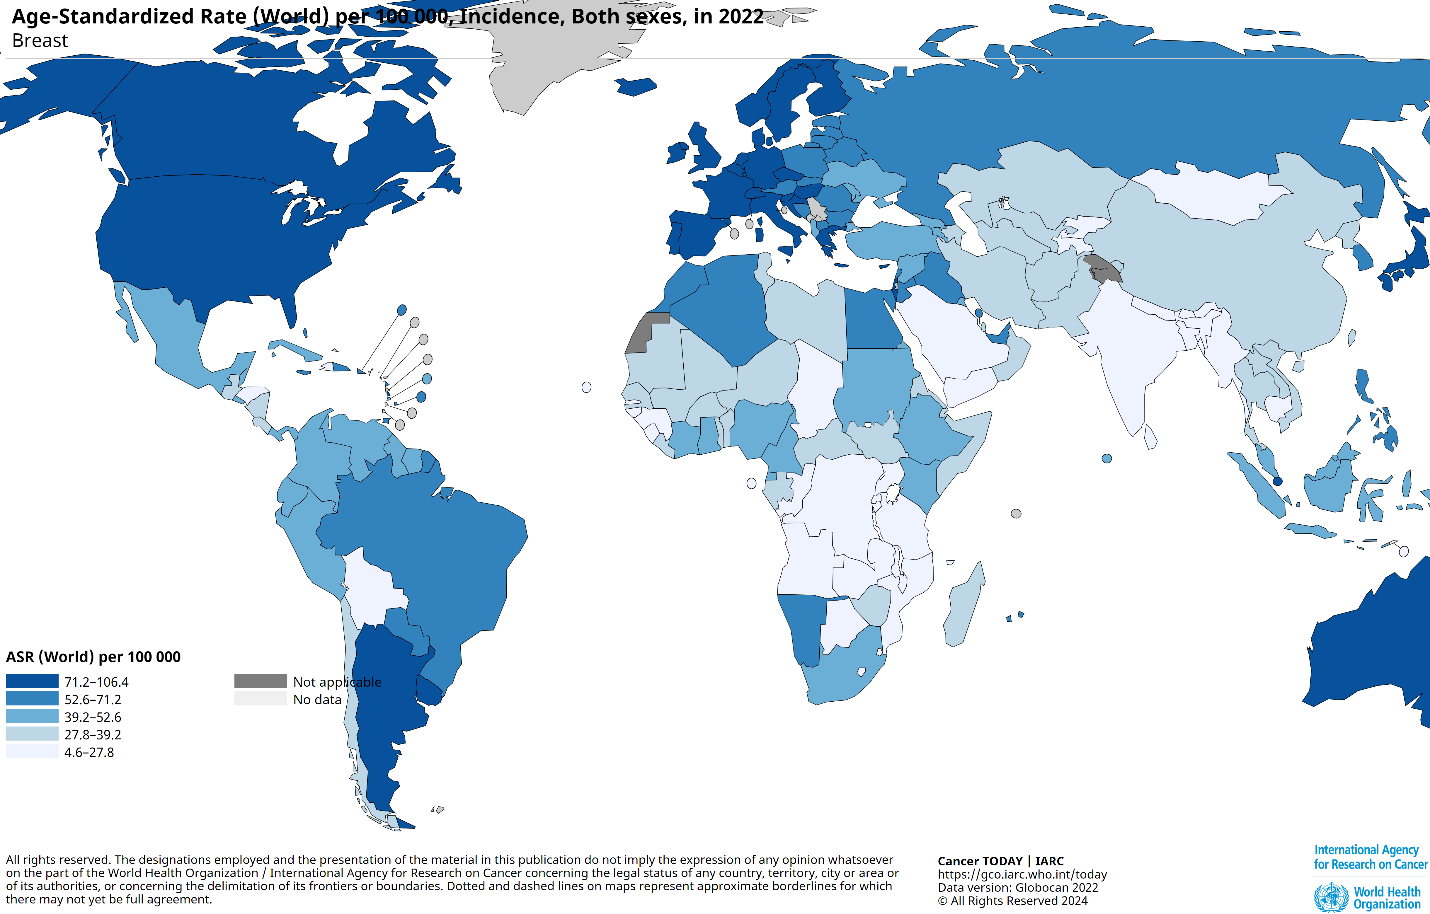 Age-Standardized Rate (World) per 100 000, Incidence, Both sexes, in 2022
Breast
ASR (World) per 100 000
71.2–106.4
52.6–71.2
39.2–52.6
27.8–39.2
4.6–27.8
Not applicable
No data
All rights reserved. The designations employed and the presentation of the material in this publication do not imply the expression of any opinion whatsoever
on the part of the World Health Organization / International Agency for Research on Cancer concerning the legal status of any country, territory, city or area or
of its authorities, or concerning the delimitation of its frontiers or boundaries. Dotted and dashed lines on maps represent approximate borderlines for which
there may not yet be full agreement.
Cancer TODAY | IARC
https://gco.iarc.who.int/today
Data version: Globocan 2022
© All Rights Reserved 2024
International Agency
for Research on Cancer
World Health
Organization